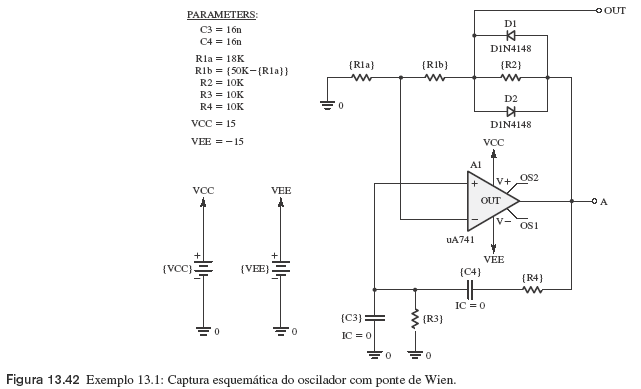 PARAMETERS:
C3 = 16n
C4 = 16n
R1a = 18K
R1b = {50K−{R1a}}
R2 = 10K
R3 = 10K
R4 = 10K
VCC = 15
VEE = −15
OUT
D1
D1N4148
{R1a}
{R1b}
{R2}
0
D2
D1N4148
VCC
A1
+
V+
OS2
OUT
A
−
V−
OS1
uA741
VEE
VCC
VEE
{C4}
{R4}
+
{VCC}
−
+
{VEE}
−
IC = 0
{C3}
{R3}
IC = 0
0
0
0
0
Figura 13.42 Exemplo 13.1: Captura esquemática do oscilador com ponte de Wien.